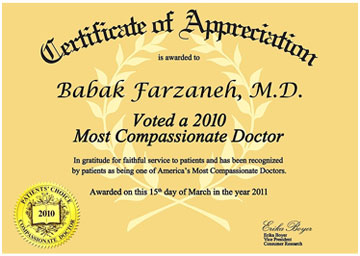 Certificate of Appreciation
is awarded to
Babak Farzaneh, M.D.
Voted a 2010
Most Compassionate Doctor
In gratitude for faithful service to patients and has been recognized
by patients as being one of America's Most Compassionate Doctors.
Awarded on this 15th day of March in the year 2011
PATIENTS' CHOICE
2010
COMPASSIONATE DOCTOR
Erika Boyer
Erika Boyer
Vice President
Consumer Research